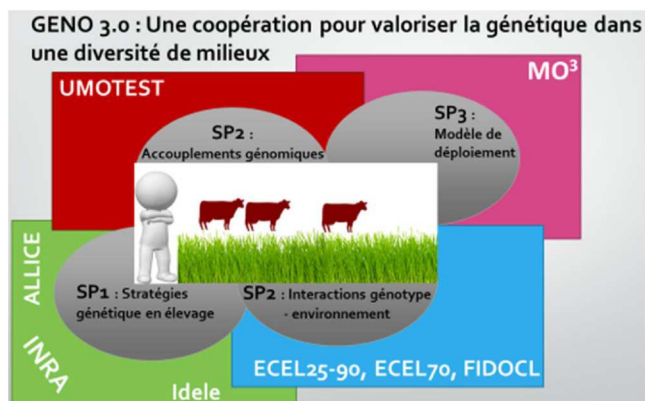 GENO 3.0 : Une coopération pour valoriser la génétique dans
une diversité de milieux
UMOTEST
MO³
SP2 :
Accouplements génomiques
SP3 :
Modèle de
déploiement
ALLICE
INRA
Idele
SP1 : Stratégies
génétique en élevage
SP2 : Interactions génotype
- environnement
ECEL25-90, ECEL70, FIDOCL